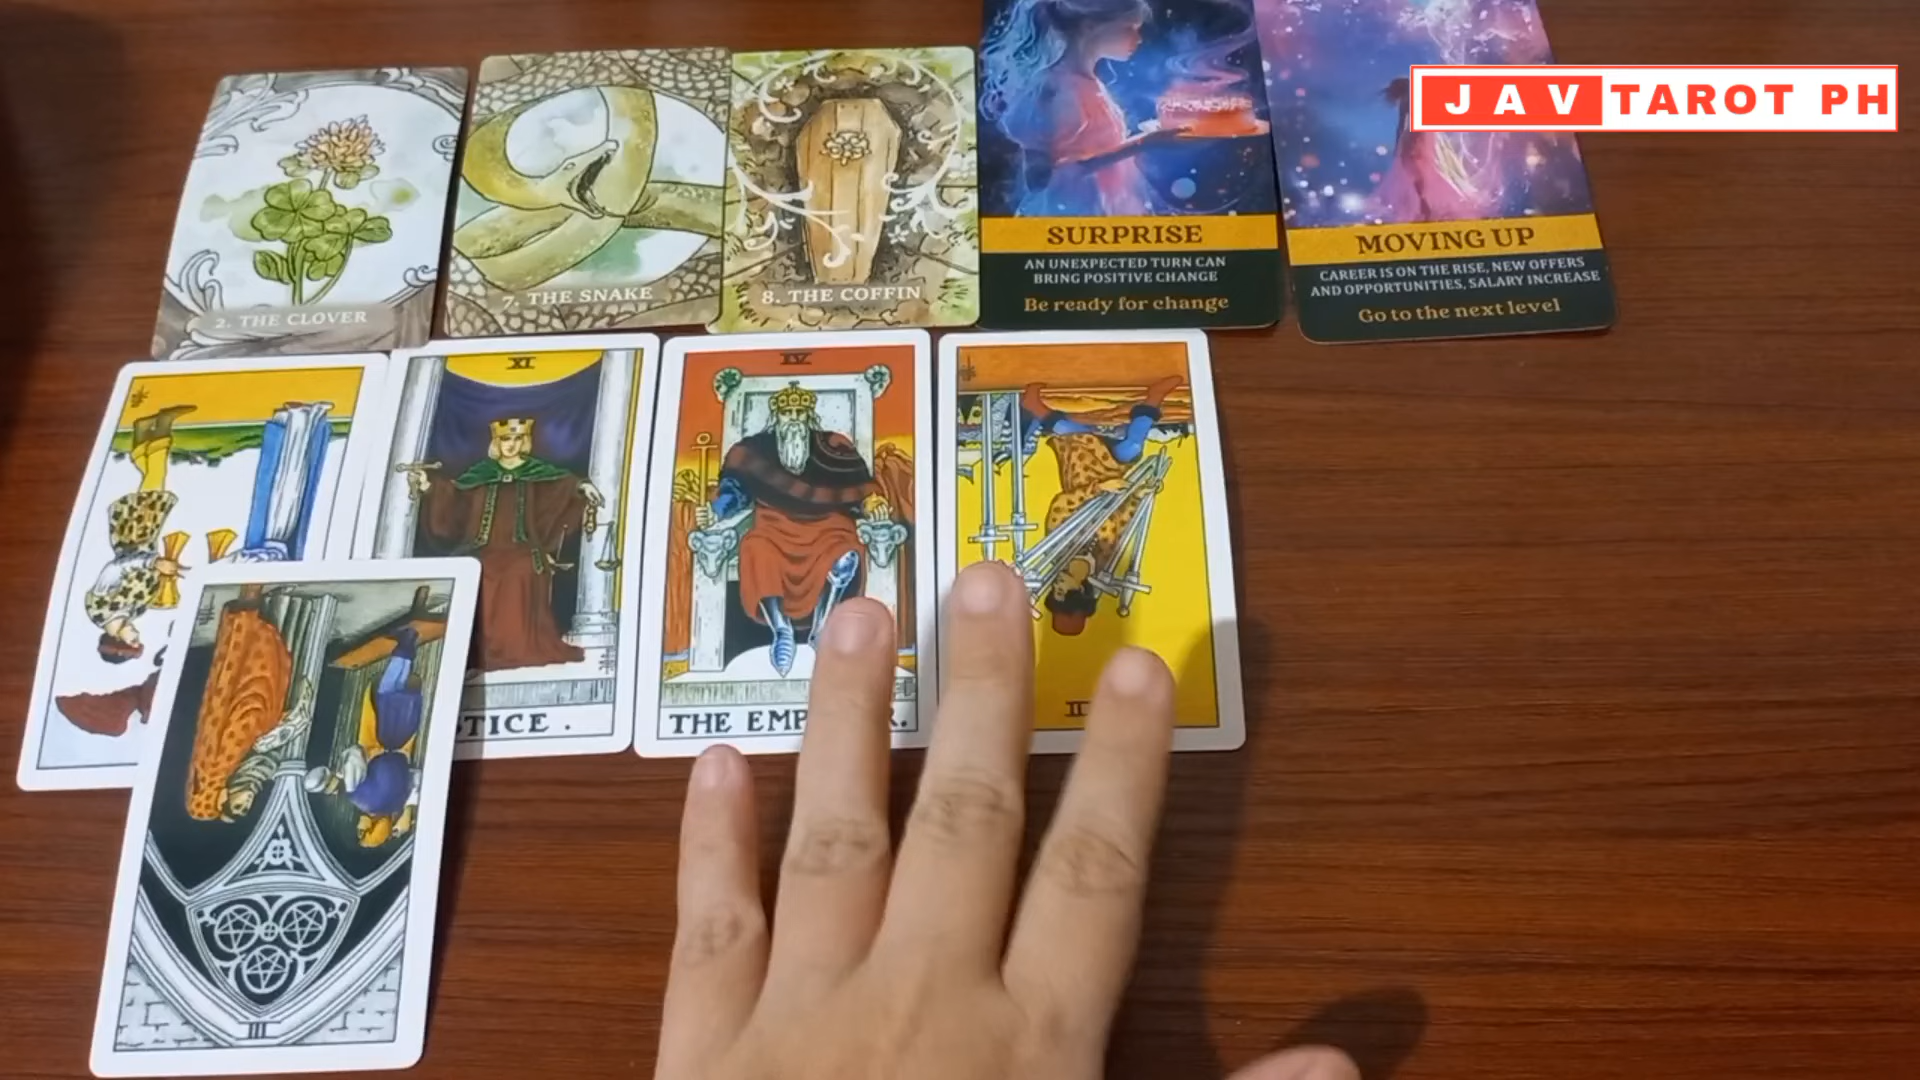 JAV TAROT PH
2. THE CLOVER
7. THE SNAKE
8. THE COFFIN
SURPRISE
AN UNEXPECTED TURN CAN
BRING POSITIVE CHANGE
Be ready for change
MOVING UP
CAREER IS ON THE RISE, NEW OFFERS
AND OPPORTUNITIES, SALARY INCREASE
Go to the next level
XI
STICE.
IV
THE EMP R.
III